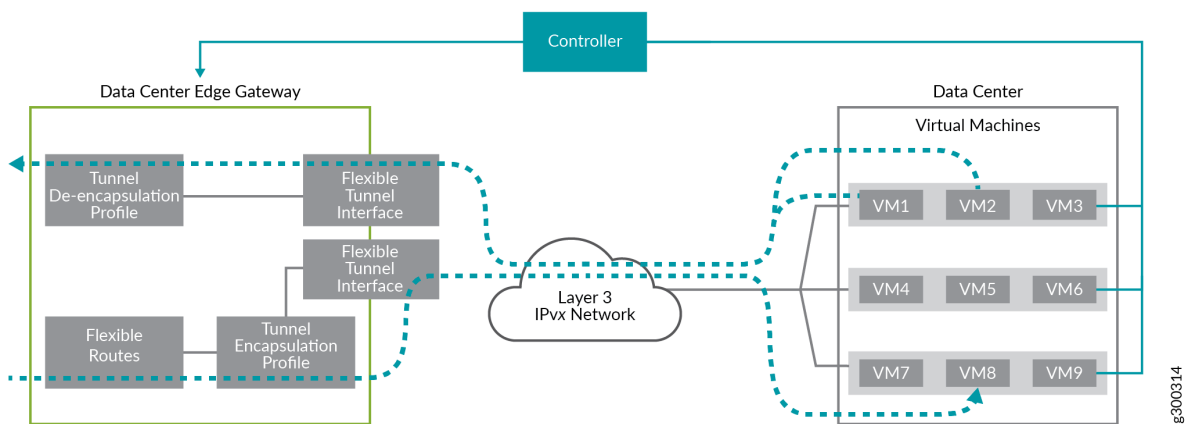 Controller
Data Center Edge Gateway
Data Center
Virtual Machines
Tunnel
De-encapsulation
Profile
Flexible
Tunnel
Interface
VM1
VM2
VM3
Flexible
Tunnel
Interface
Layer 3
IPvx Network
VM4
VM5
VM6
Flexible
Routes
Tunnel
Encapsulation
Profile
VM7
VM8
VM9
g300314